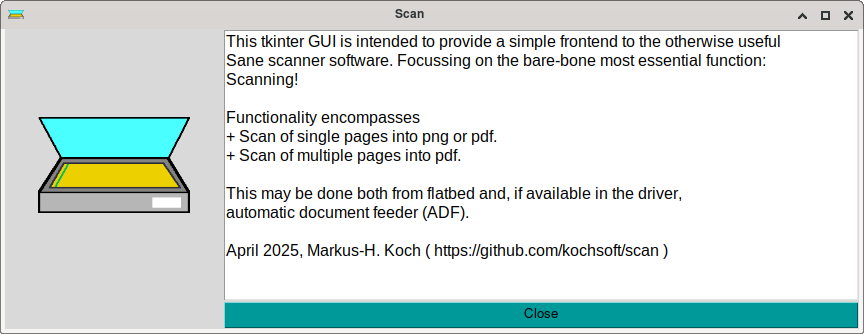 Scan
This tkinter GUI is intended to provide a simple frontend to the otherwise useful
Sane scanner software. Focussing on the bare-bone most essential function:
Scanning!
Functionality encompasses
+ Scan of single pages into png or pdf.
+ Scan of multiple pages into pdf.
This may be done both from flatbed and, if available in the driver,
automatic document feeder (ADF).
April 2025, Markus-H. Koch ( https://github.com/kochsoft/scan )
Close